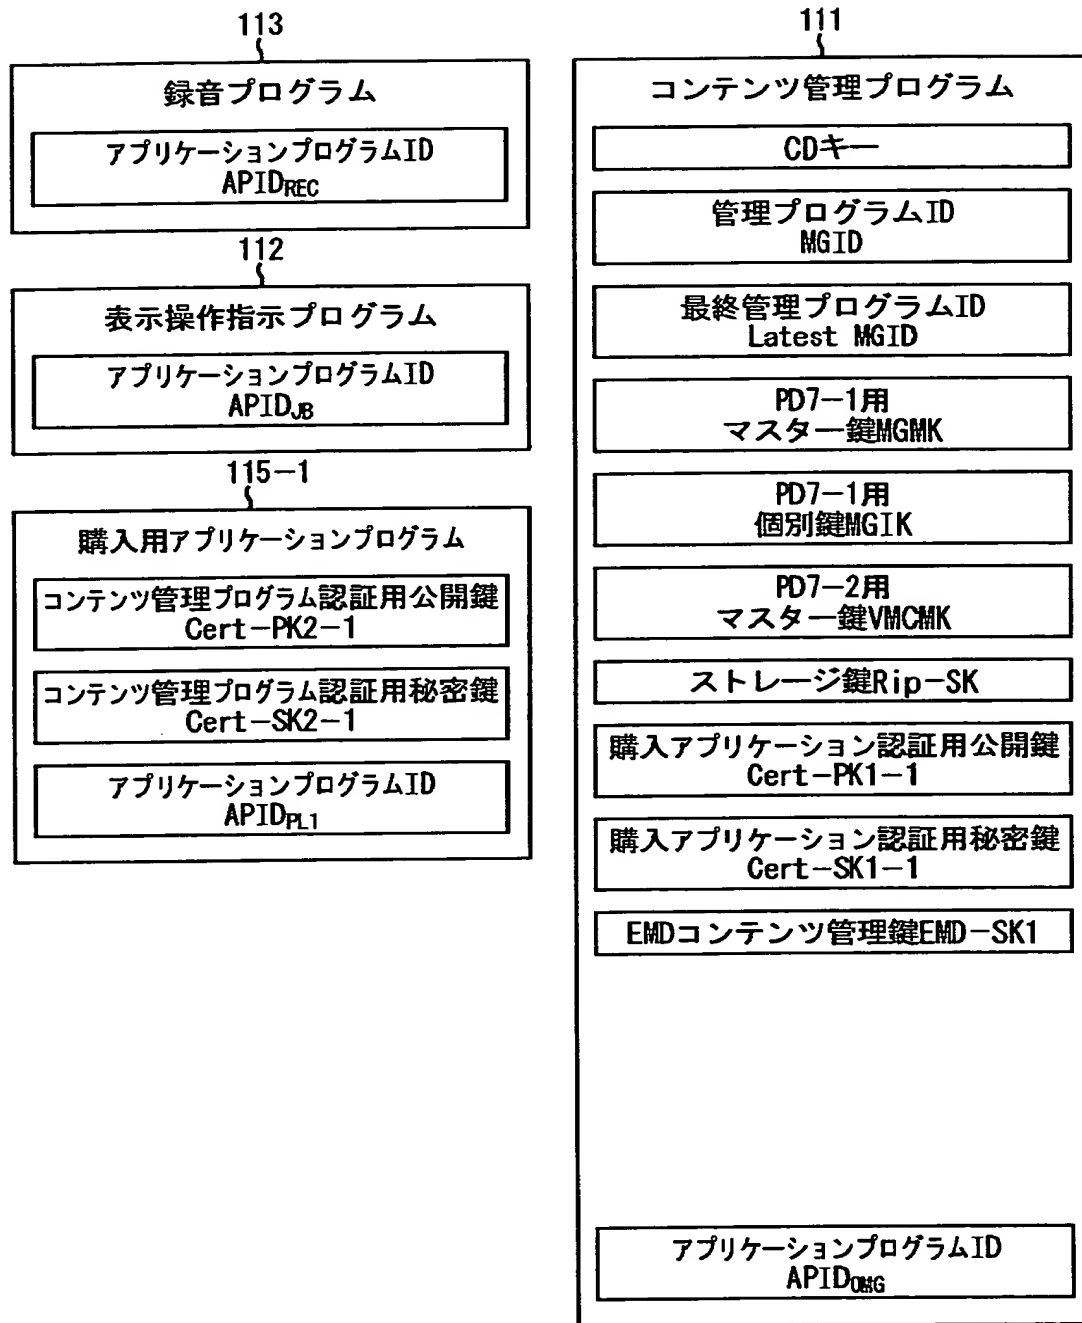 113
録音プログラム
アプリケーションプログラムID
APIDREC
112
表示操作指示プログラム
アプリケーションプログラムID
APIDJB
115-1
購入用アプリケーションプログラム
コンテンツ管理プログラム認証用公開鍵
Cert-PK2-1
コンテンツ管理プログラム認証用秘密鍵
Cert-SK2-1
アプリケーションプログラムID
APIDPL1
111
コンテンツ管理プログラム
CDキー
管理プログラムID
MGID
最終管理プログラムID
Latest MGID
PD7-1用
マスター鍵MGMK
PD7-1用
個別鍵MGIK
PD7-2用
マスター鍵VMCMK
ストレージ鍵Rip-SK
購入アプリケーション認証用公開鍵
Cert-PK1-1
購入アプリケーション認証用秘密鍵
Cert-SK1-1
EMDコンテンツ管理鍵EMD-SK1
アプリケーションプログラムID
APIDOMG